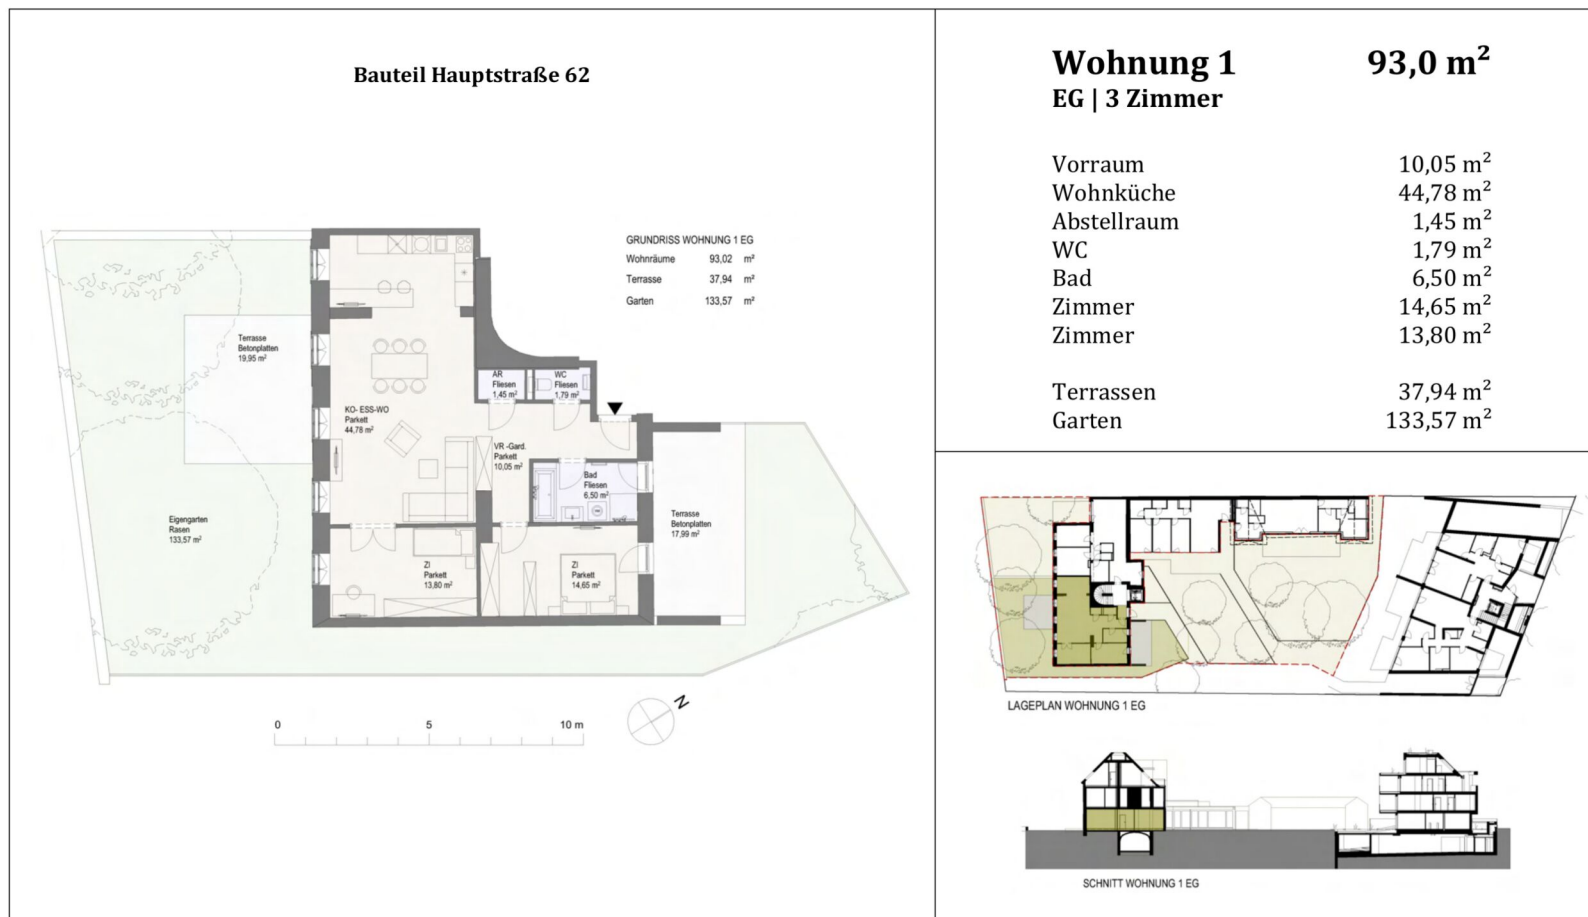 Bauteil Hauptstraße 62
GRUNDRISS WOHNUNG 1 EG
Wohnräume 93,02 m²
Terrasse 37,94 m²
Garten 133,57 m²
Terrasse
Betonplatten
19,95 m²
AR
Fliesen
1,45 m²
WC
Fliesen
1,79 m²
KO- ESS-WO
Parkett
44,78 m²
VR -Gard.
Parkett
10,05 m²
Bad
Fliesen
6,50 m²
Eigengarten
Rasen
133,57 m²
Terrasse
Betonplatten
17,99 m²
ZI
Parkett
13,80 m²
ZI
Parkett
14,65 m²
0 5 10 m
N
Wohnung 1 93,0 m²
EG | 3 Zimmer
Vorraum 10,05 m²
Wohnküche 44,78 m²
Abstellraum 1,45 m²
WC 1,79 m²
Bad 6,50 m²
Zimmer 14,65 m²
Zimmer 13,80 m²
Terrassen 37,94 m²
Garten 133,57 m²
LAGEPLAN WOHNUNG 1 EG
SCHNITT WOHNUNG 1 EG